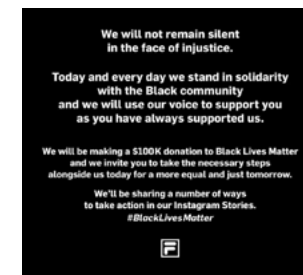 We will not remain silent
in the face of injustice.
Today and every day we stand in solidarity
with the Black community
and we will use our voice to support you
as you have always supported us.
We will be making a $100K donation to Black Lives Matter
and we invite you to take the necessary steps
alongside us today for a more equal and just tomorrow.
We'll be sharing a number of ways
to take action in our Instagram Stories.
#BlackLivesMatter
F